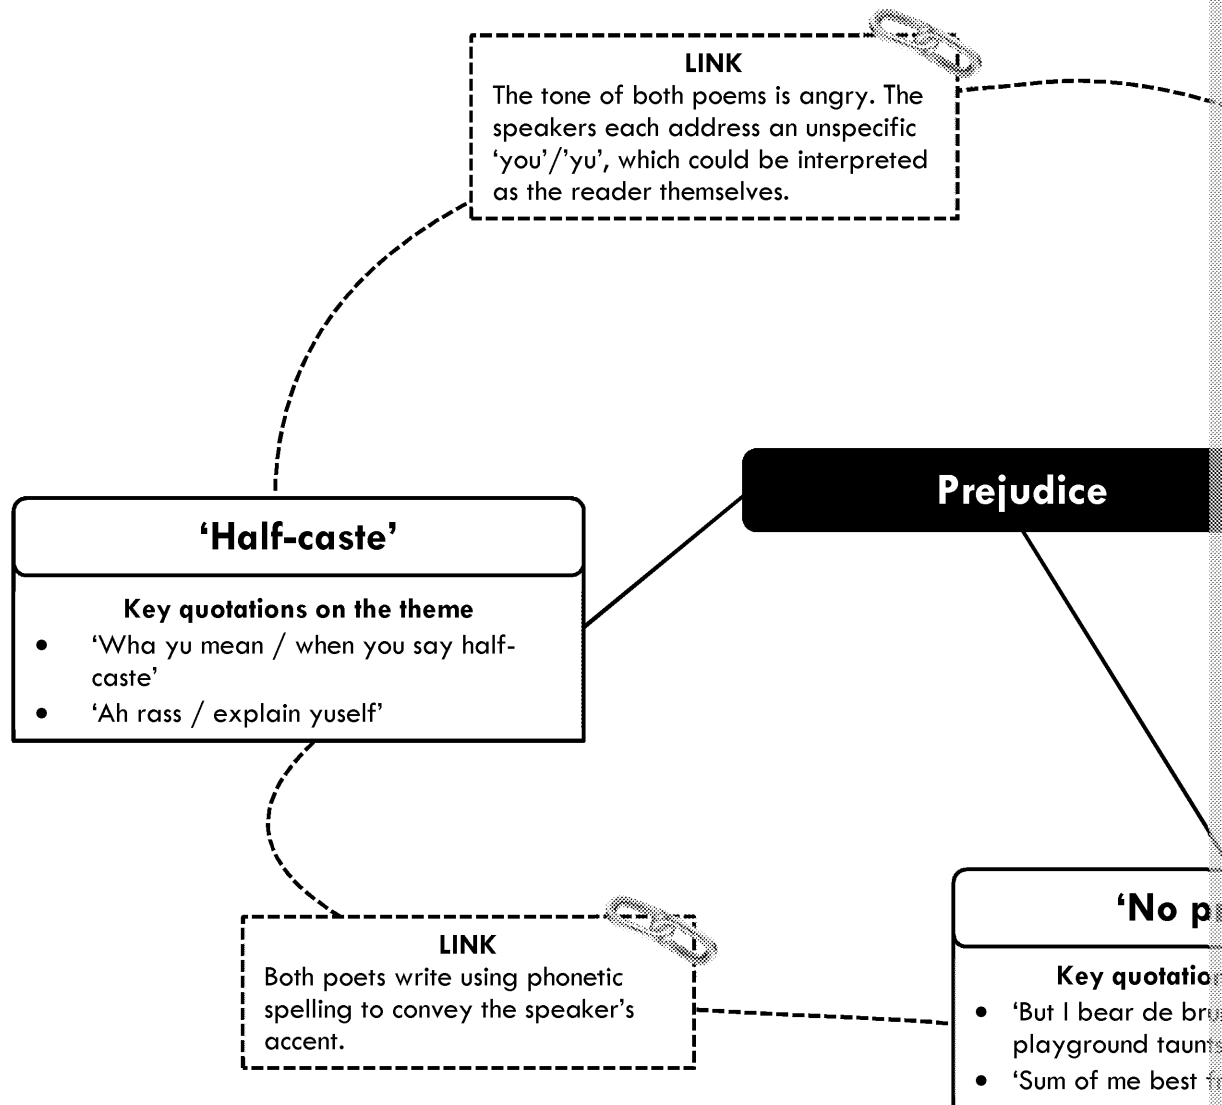 LINK
The tone of both poems is angry. The
speakers each address an unspecific
‘you’/’yu’, which could be interpreted
as the reader themselves.
Prejudice
‘Half-caste’
Key quotations on the theme
• ‘Wha yu mean / when you say half-
caste’
• ‘Ah rass / explain yuself’
LINK
Both poets write using phonetic
spelling to convey the speaker’s
accent.
‘No
Key
• ‘But I bear de
playground
• ‘Sum of me best